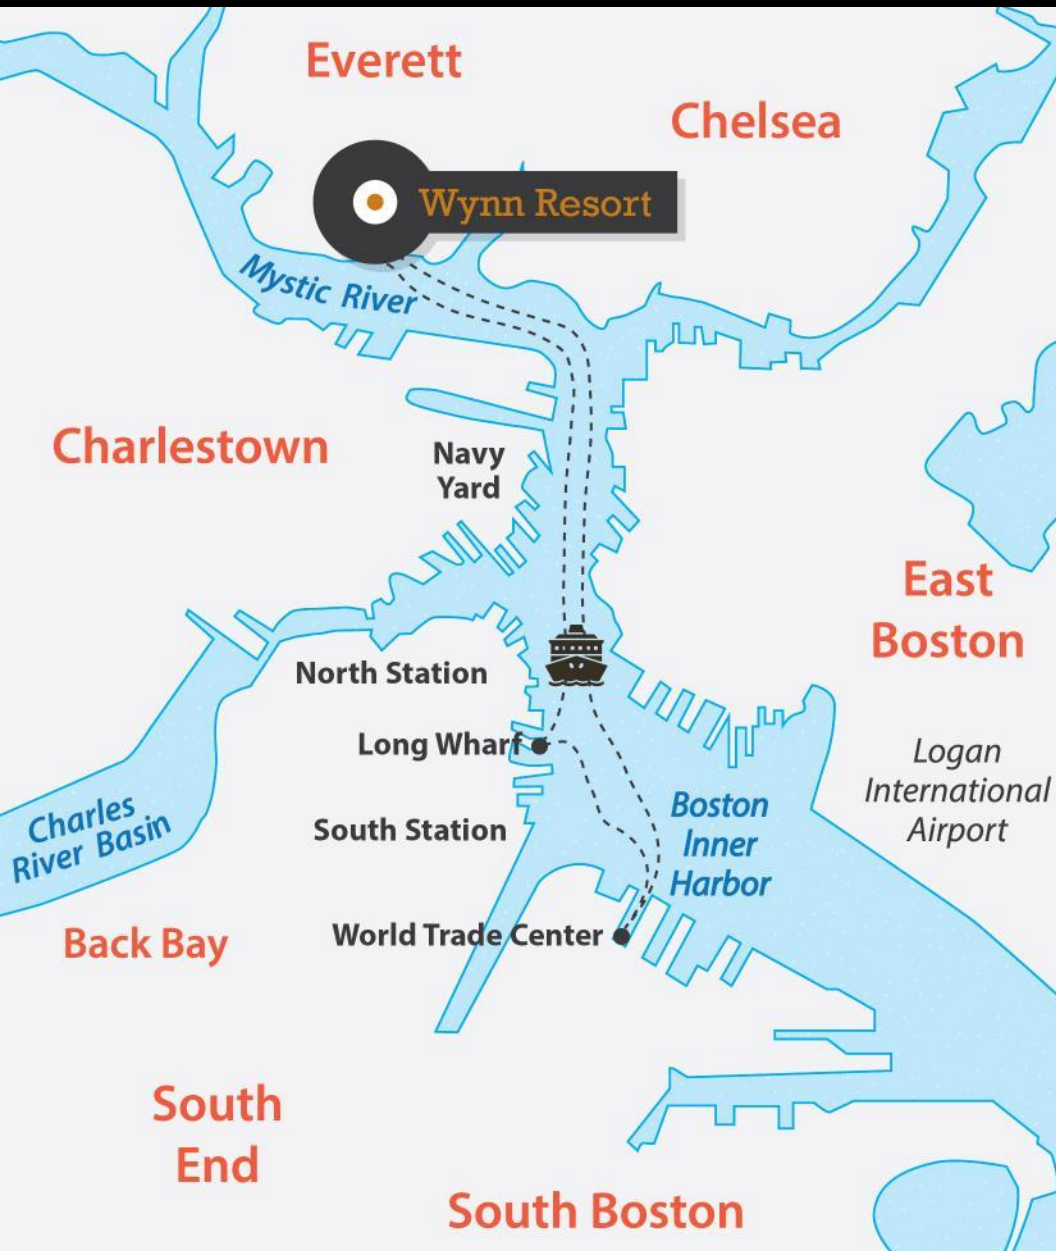 Everett
Chelsea
Wynn Resort
Mystic River
Charlestown
Navy
Yard
East
Boston
North Station
Long Wharf
Logan
International
Airport
Boston
Inner
Harbor
Charles
River Basin
South Station
Back Bay
World Trade Center
South
End
South Boston